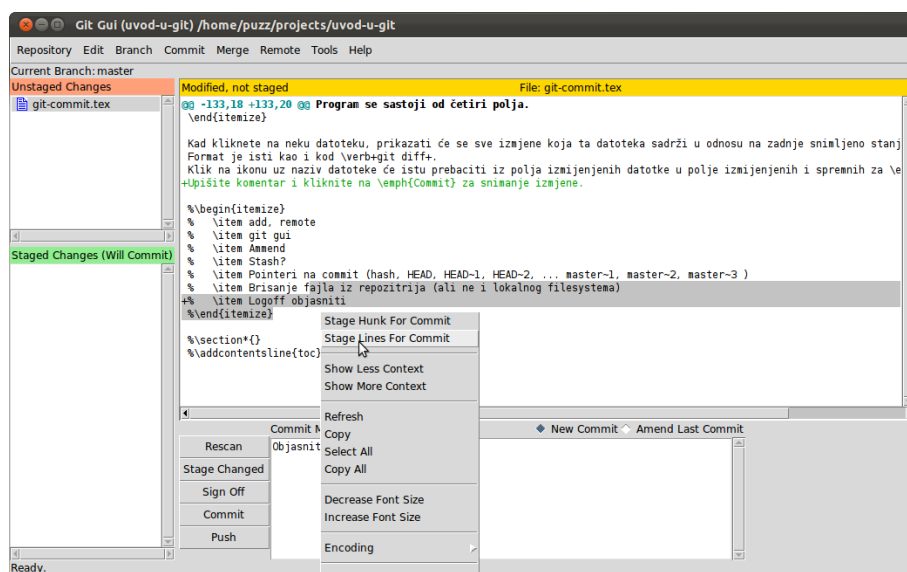 Git Gui (uvod-u-git) /home/puzz/projects/uvod-u-git
Repository Edit Branch Commit Merge Remote Tools Help
Current Branch: master
Unstaged Changes
git-commit.tex
Staged Changes (Will Commit)
Modified, not staged File: git-commit.tex
@@ -133,18 +133,20 @@ Program se sastoji od četiri polja.
\end{itemize}
Kad kliknete na neku datoteku, prikazati će se sve izmjene koja ta datoteka sadrži u odnosu na zadnje snimljeno stanj
Format je isti kao i kod \verb+git diff+.
Klik na ikonu uz naziv datoteke će istu prebaciti iz polja izmijenjenih datotke u polje izmijenjenih i spremnih za \e
+Upišite komentar i kliknite na \emph{Commit} za snimanje izmjene.
%\begin{itemize}
% \item add, remote
% \item git gui
% \item Ammend
% \item Stash?
% \item Pointeri na commit (hash, HEAD, HEAD~1, HEAD~2, ... master~1, master~2, master~3 )
% \item Brisanje fajla iz repozitrija (ali ne i lokalnog filesystema)
+% \item Logoff objasniti
%\end{itemize}
%\section*{}
%\addcontentsline{toc}
Stage Hunk For Commit
Stage Lines For Commit
Show Less Context
Show More Context
Refresh
Copy
Select All
Copy All
Decrease Font Size
Increase Font Size
Encoding
Commit M
New Commit Amend Last Commit
Objasnit
Rescan
Stage Changed
Sign Off
Commit
Push
Ready.